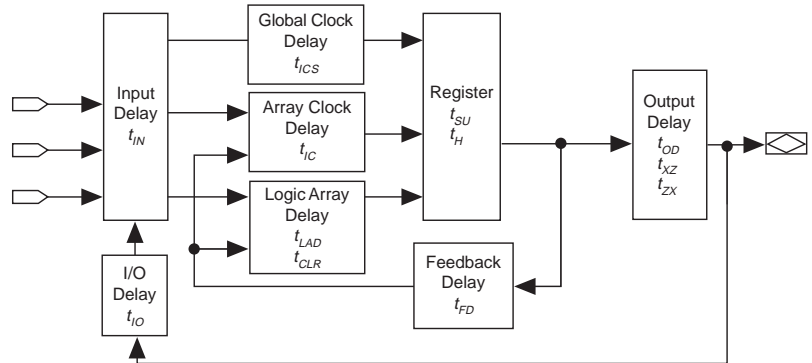 Global Clock
Delay
tICS
Input
Delay
tIN
Array Clock
Delay
tIC
Register
tSU
tH
Output
Delay
tOD
tXZ
tZX
Logic Array
Delay
tLAD
tCLR
I/O
Delay
tIO
Feedback
Delay
tFD